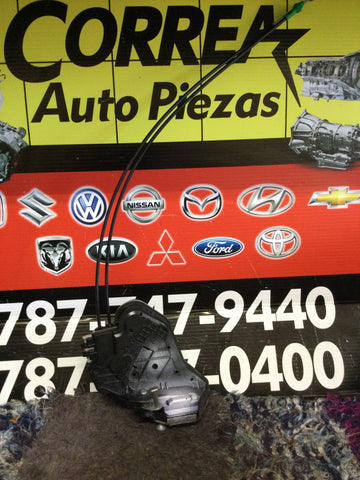 CORREA
Auto Piezas
NISSAN
KIA
Ford
787-747-9440
0400